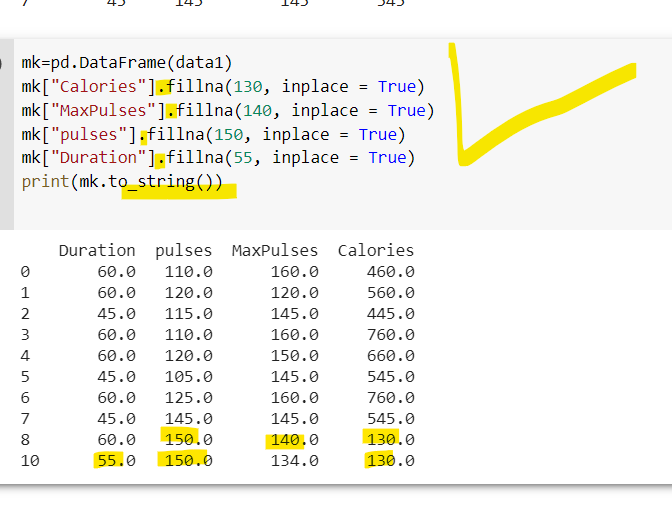 mk=pd.DataFrame(data1)
mk["Calories"].fillna(130, inplace = True)
mk["MaxPulses"].fillna(140, inplace = True)
mk["pulses"].fillna(150, inplace = True)
mk["Duration"].fillna(55, inplace = True)
print(mk.to_string())
Duration pulses MaxPulses Calories
0 60.0 110.0 160.0 460.0
1 60.0 120.0 120.0 560.0
2 45.0 115.0 145.0 445.0
3 60.0 110.0 160.0 760.0
4 60.0 120.0 150.0 660.0
5 45.0 105.0 145.0 545.0
6 60.0 125.0 160.0 760.0
7 45.0 145.0 145.0 545.0
8 60.0 150.0 140.0 130.0
10 55.0 150.0 134.0 130.0